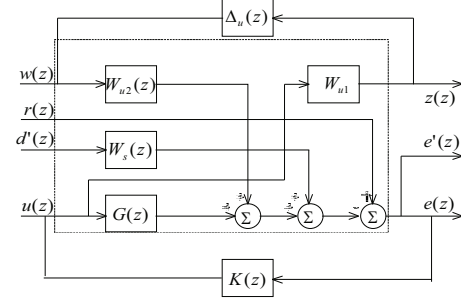 Δu(z)
w(z)
Wu2(z)
Wu1
z(z)
r(z)
e'(z)
d'(z)
Ws(z)
u(z)
G(z)
Σ
Σ
Σ
e(z)
K(z)